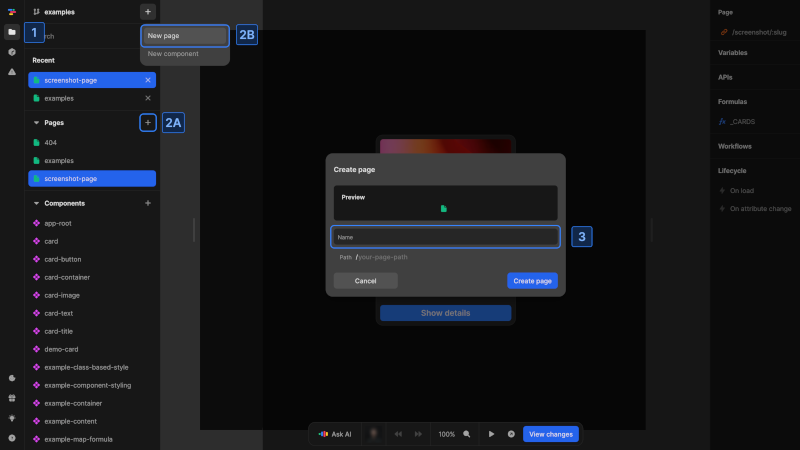 examples
+
1
rch
New page
2B
New component
Recent
screenshot-page
examples
Pages
+
2A
404
examples
screenshot-page
Components
+
app-root
card
card-button
card-container
card-image
card-text
card-title
demo-card
example-class-based-style
example-component-styling
example-container
example-content
example-map-formula
Create page
Preview
Name
3
Path /your-page-path
Cancel
Create page
Show details
Ask AI
100%
View changes
Page
/screenshot/:slug
Variables
APIs
Formulas
fx _CARDS
Workflows
Lifecycle
On load
On attribute change